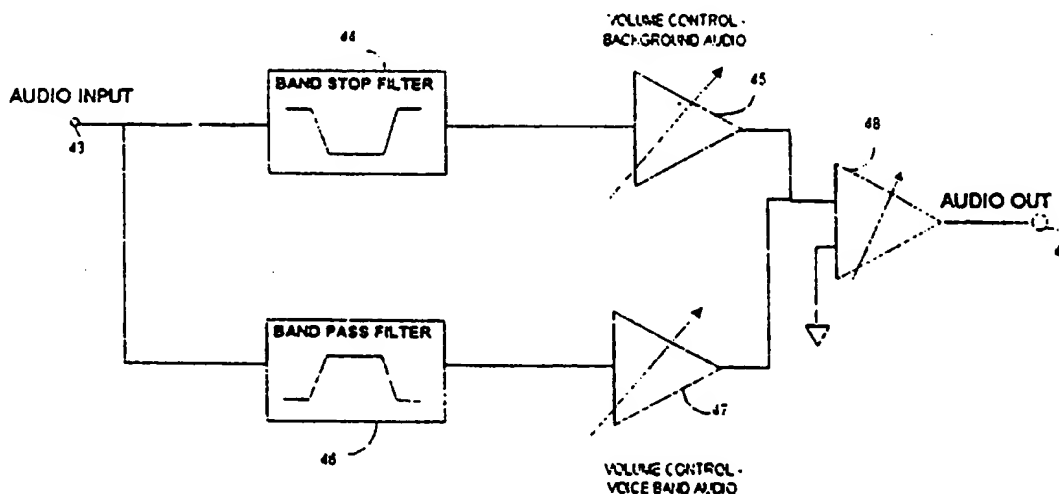 VOLUME CONTROL -
BACKGROUND AUDIO
44
BAND STOP FILTER
45
AUDIO INPUT
43
48
AUDIO OUT
BAND PASS FILTER
46
47
VOLUME CONTROL -
VOICE BAND AUDIO